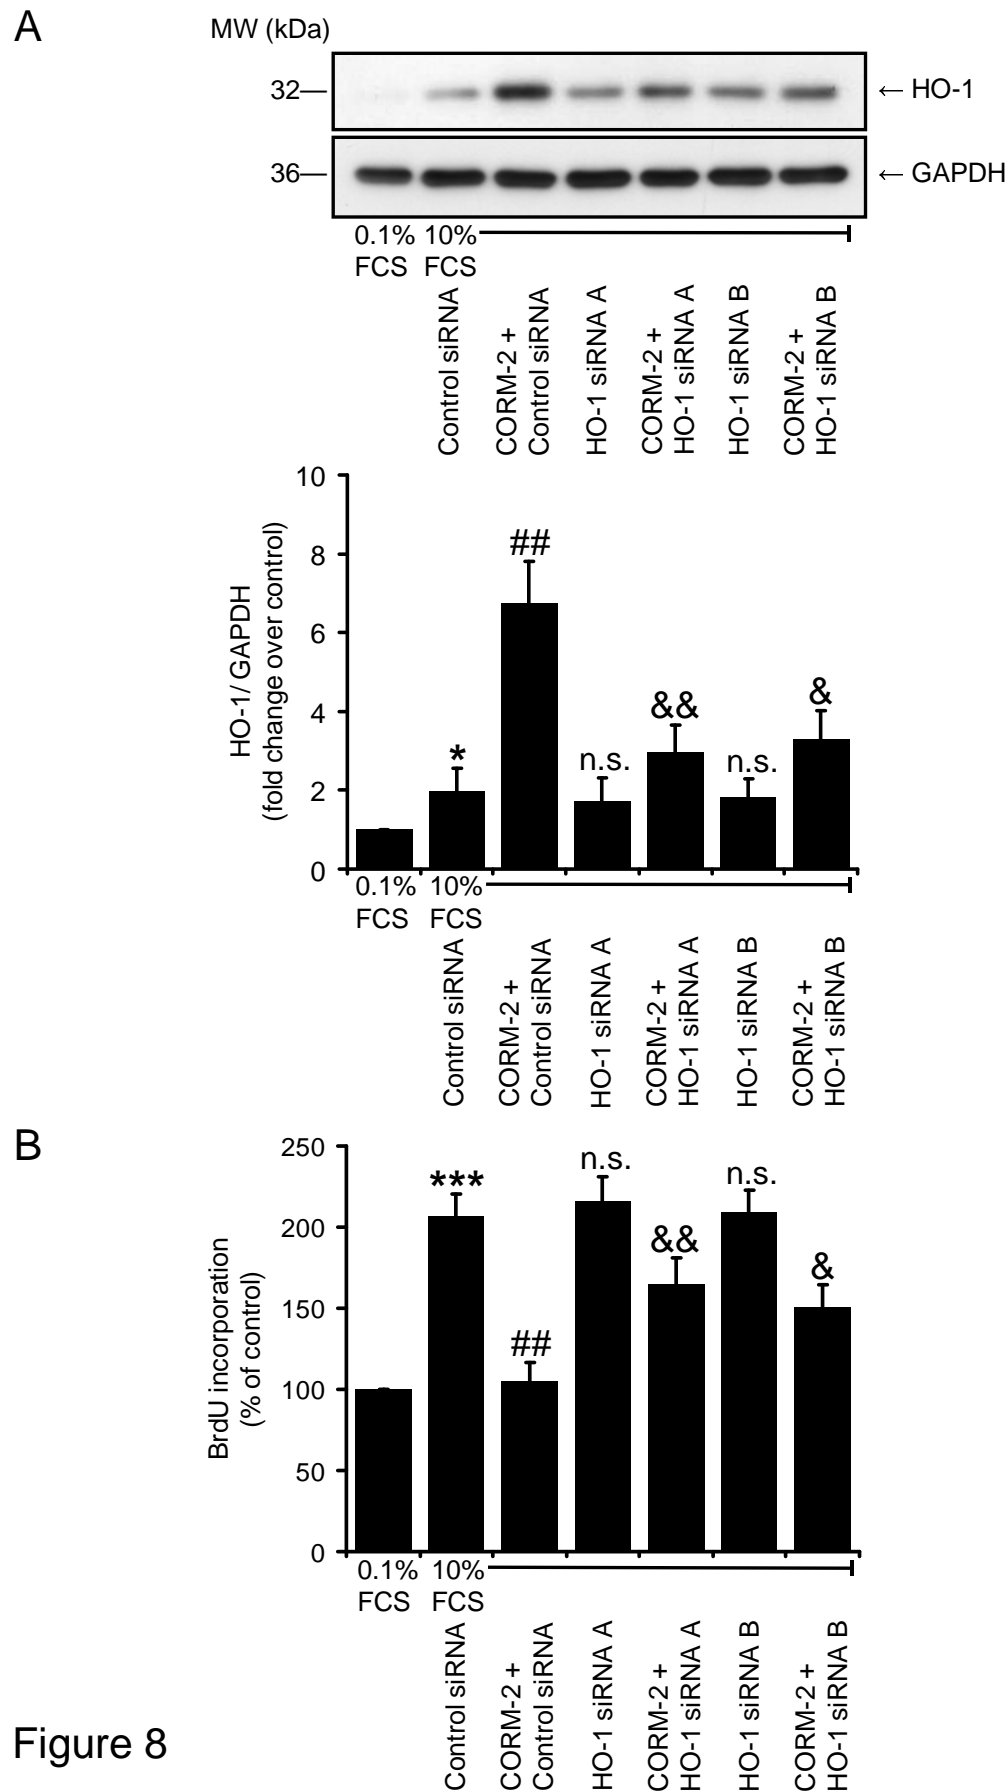 A
MW (kDa)
32
← HO-1
36
← GAPDH
0.1% 10%
FCS FCS
Control siRNA
CORM-2 +
Control siRNA
HO-1 siRNA A
CORM-2 +
HO-1 siRNA A
HO-1 siRNA B
CORM-2 +
HO-1 siRNA B
HO-1/ GAPDH
(fold change over control)
10
8
6
4
2
0
*
##
n.s.
&&
n.s.
&
0.1% 10%
FCS FCS
Control siRNA
CORM-2 +
Control siRNA
HO-1 siRNA A
CORM-2 +
HO-1 siRNA A
HO-1 siRNA B
CORM-2 +
HO-1 siRNA B
B
BrdU incorporation
(% of control)
250
200
150
100
50
0
***
##
n.s.
&&
n.s.
&
0.1% 10%
FCS FCS
Control siRNA
CORM-2 +
Control siRNA
HO-1 siRNA A
CORM-2 +
HO-1 siRNA A
HO-1 siRNA B
CORM-2 +
HO-1 siRNA B
Figure 8